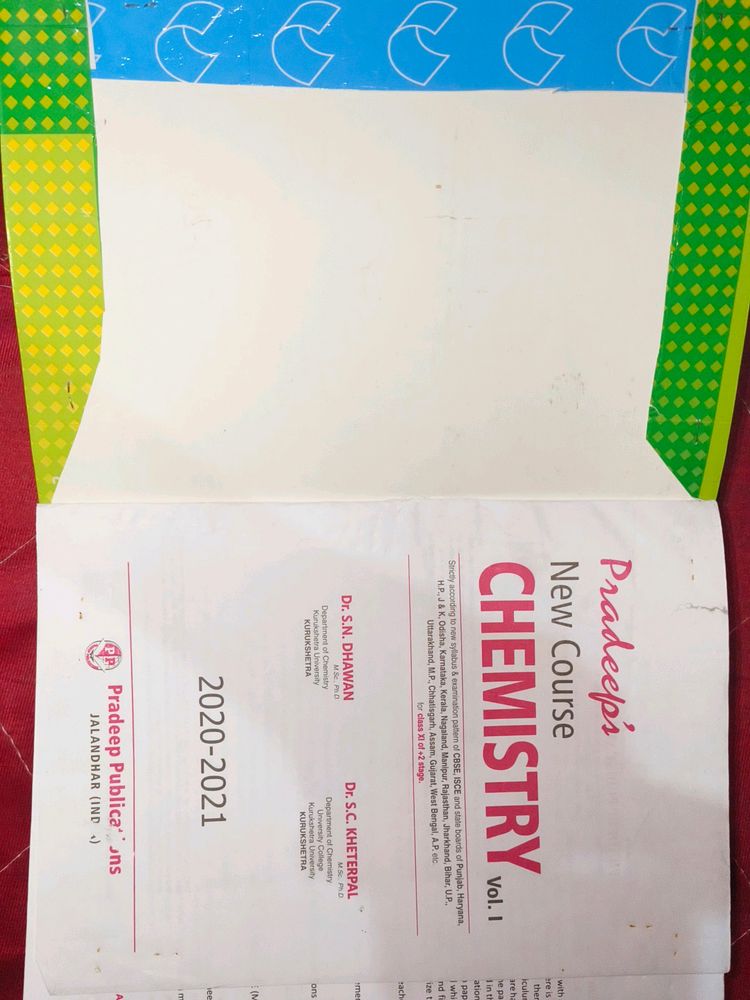 Pradeep's
New Course
CHEMISTRY Vol. I
Strictly according to new syllabus & examination pattern of CBSE, ISCE and state boards of Punjab, Haryana,
H.P., J & K, Odisha, Karnataka, Kerala, Nagaland, Manipur, Rajasthan, Jharkhand, Bihar, U.P.,
Uttarakhand, M.P., Chhatisgarh, Assam, Gujarat, West Bengal, A.P. etc.
for class XI of +2 stage.
Dr. S.N. DHAWAN
M.Sc. Ph.D.
Department of Chemistry
Kurukshetra University
KURUKSHETRA
Dr. S.C. KHETERPAL
M.Sc. Ph.D.
Department of Chemistry
University College
Kurukshetra University
KURUKSHETRA
2020-2021
PP
Pradeep
JALANDHAR